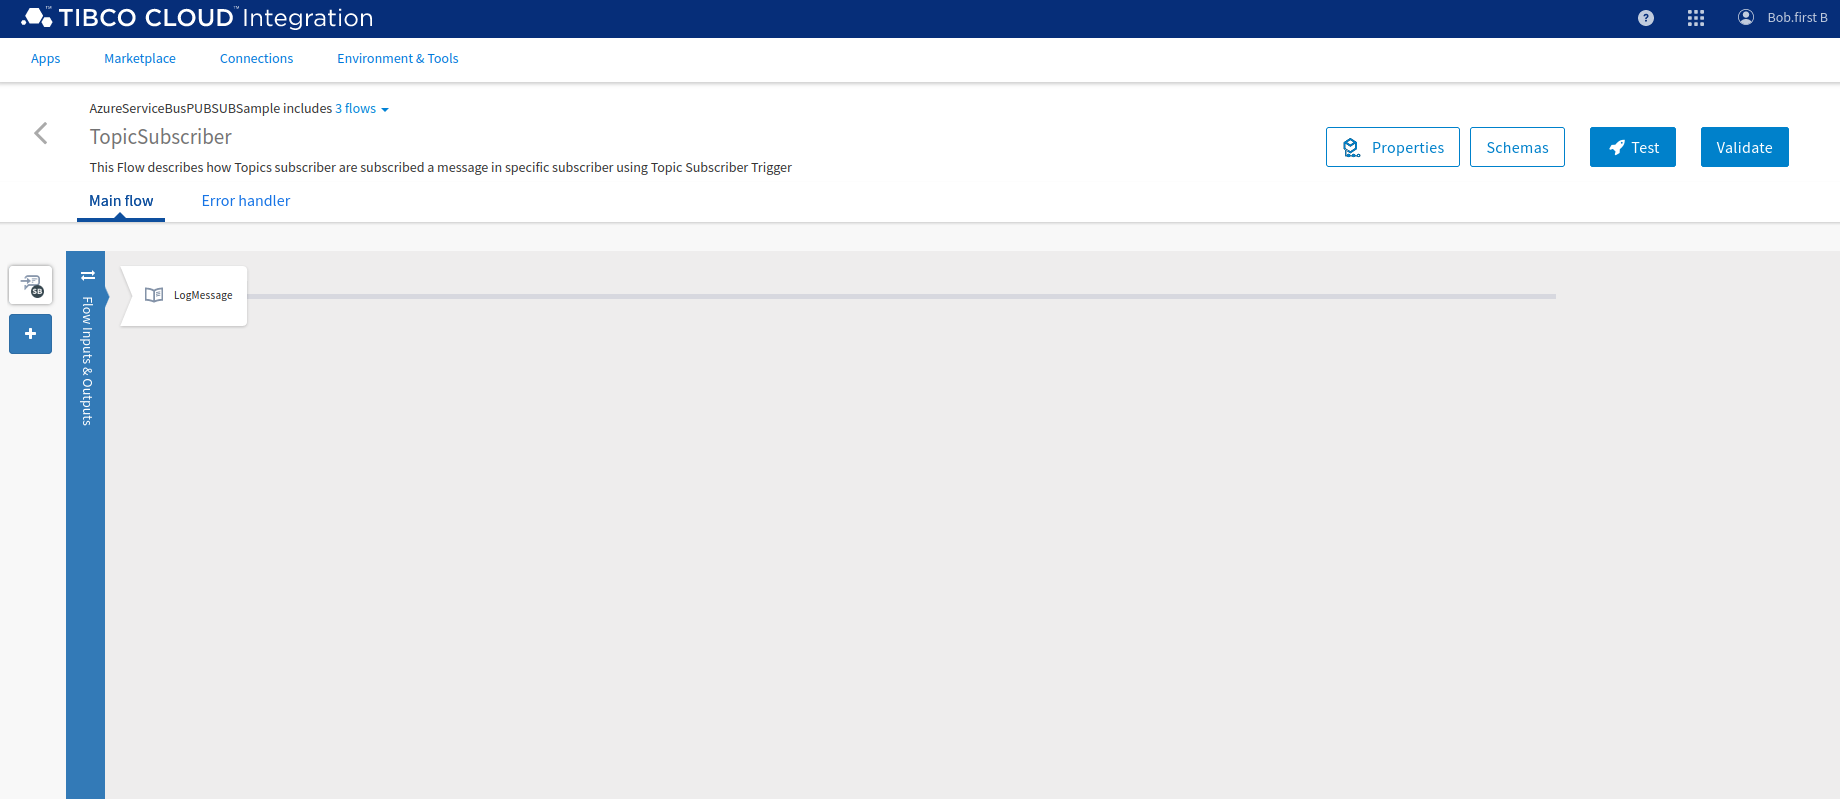 TIBCO CLOUD™ Integration
? Bob.first B
Apps Marketplace Connections Environment & Tools
AzureServiceBusPUBSUBSample includes 3 flows
TopicSubscriber
This Flow describes how Topics subscriber are subscribed a message in specific subscriber using Topic Subscriber Trigger
Properties Schemas Test Validate
Main flow Error handler
SB
+
Flow Inputs & Outputs
LogMessage